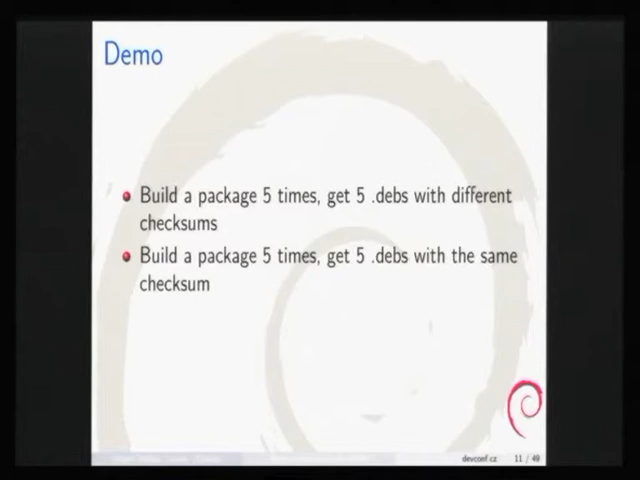 Demo
Build a package 5 times, get 5 .debs with different
checksums
Build a package 5 times, get 5 .debs with the same
checksum
devconf.cz 11 / 49